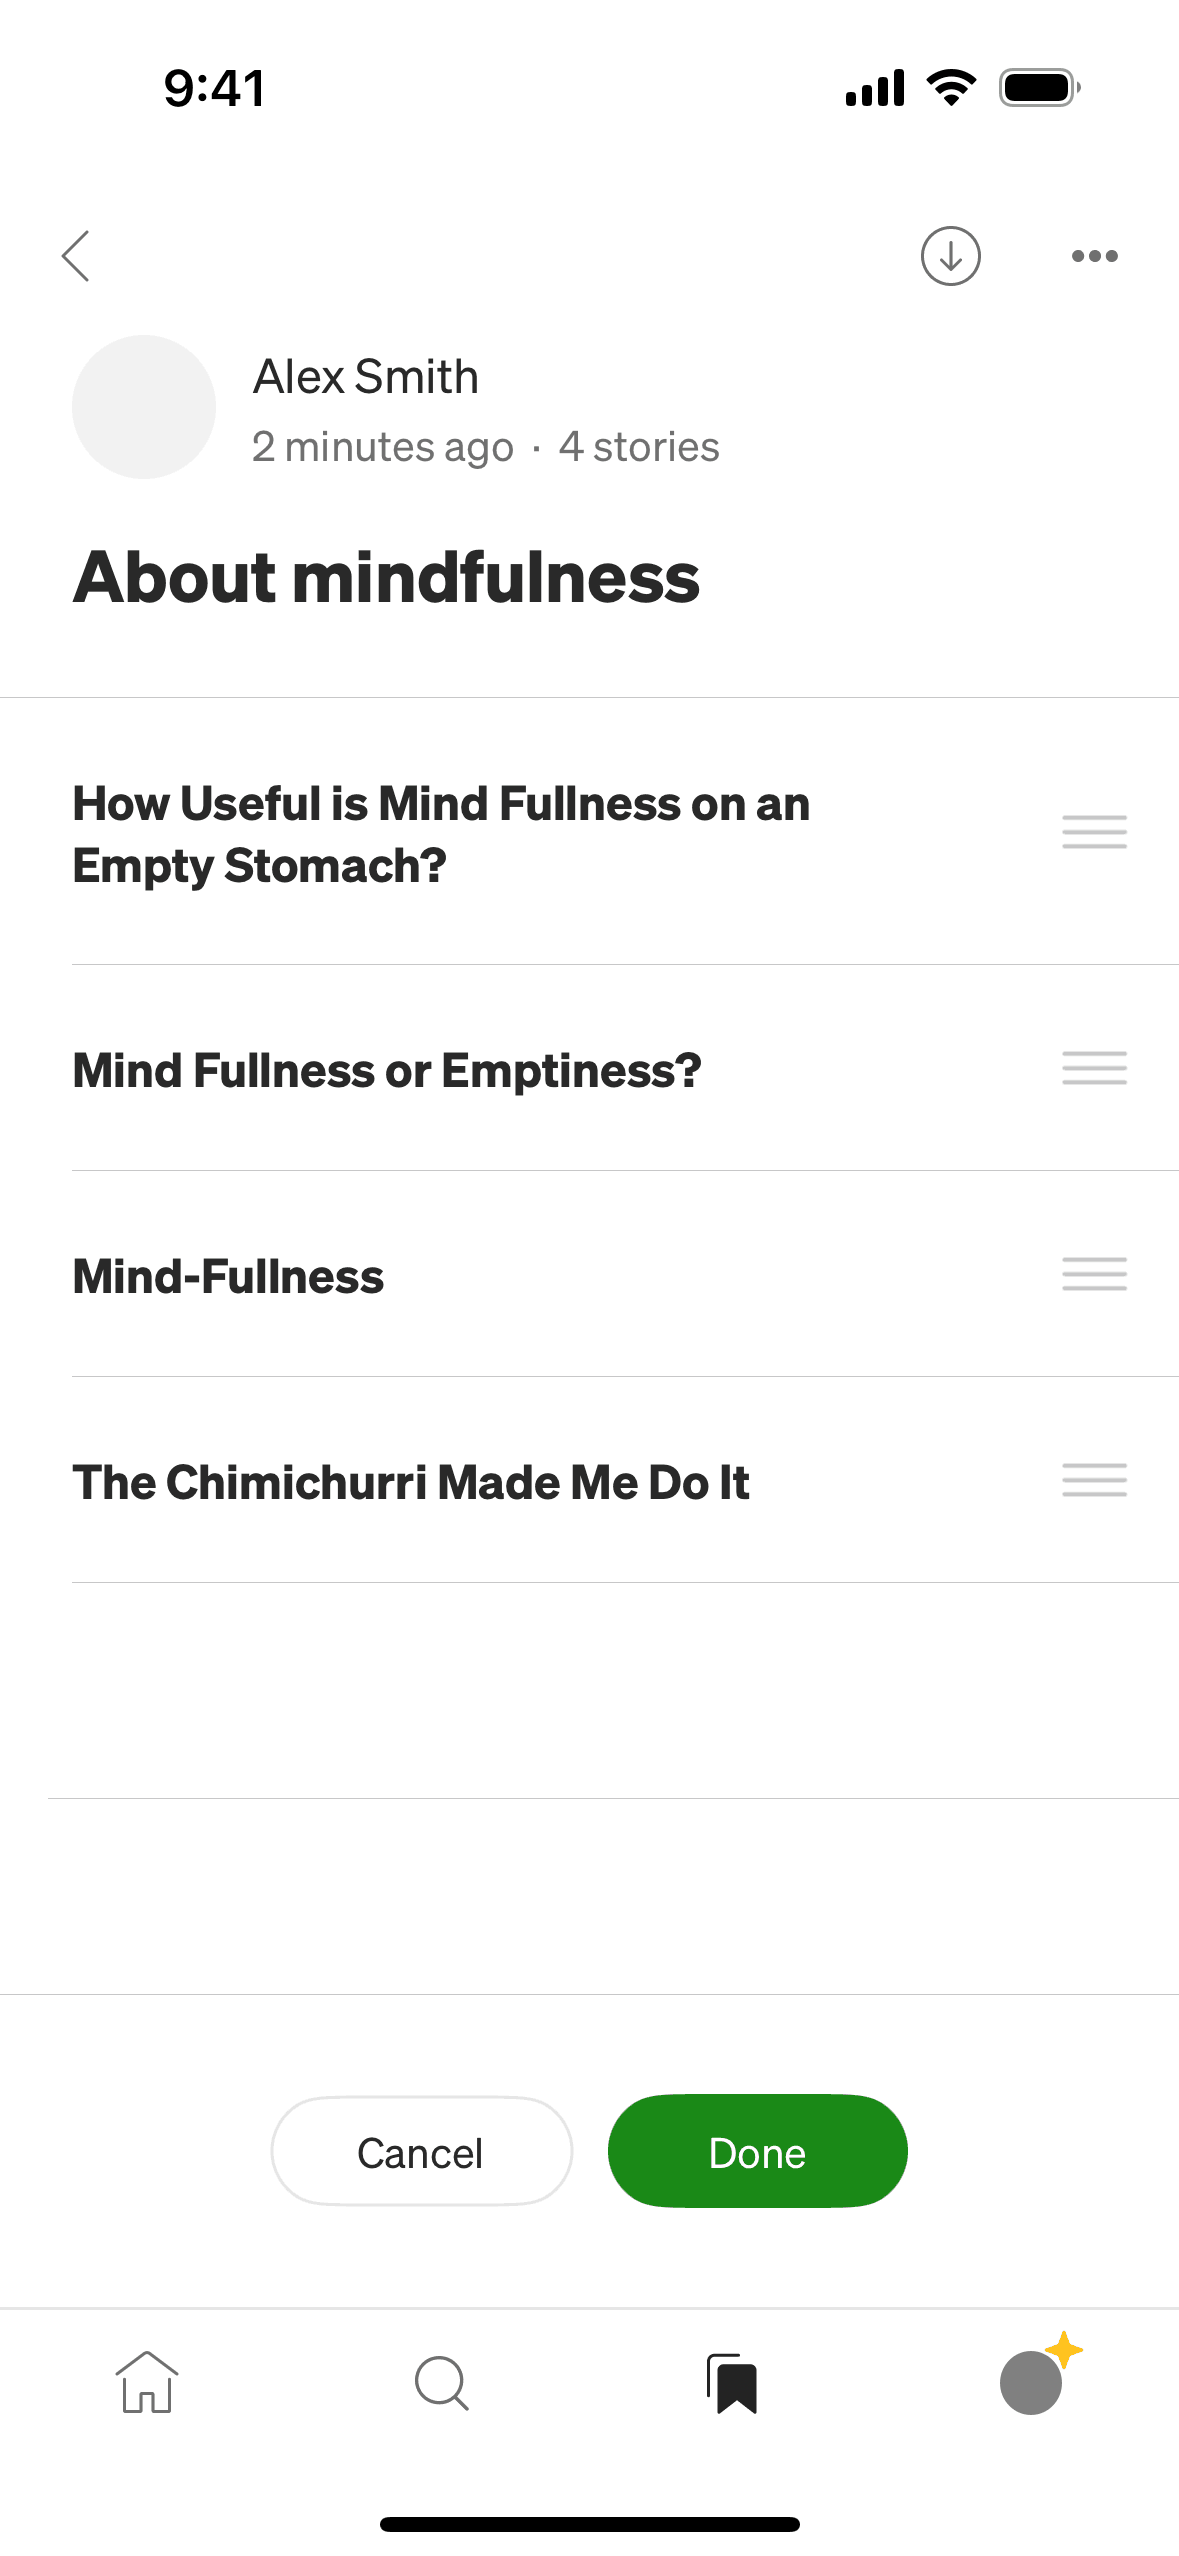 9:41
Alex Smith
2 minutes ago · 4 stories
About mindfulness
How Useful is Mind Fullness on an
Empty Stomach?
Mind Fullness or Emptiness?
Mind-Fullness
The Chimichurri Made Me Do It
Cancel
Done